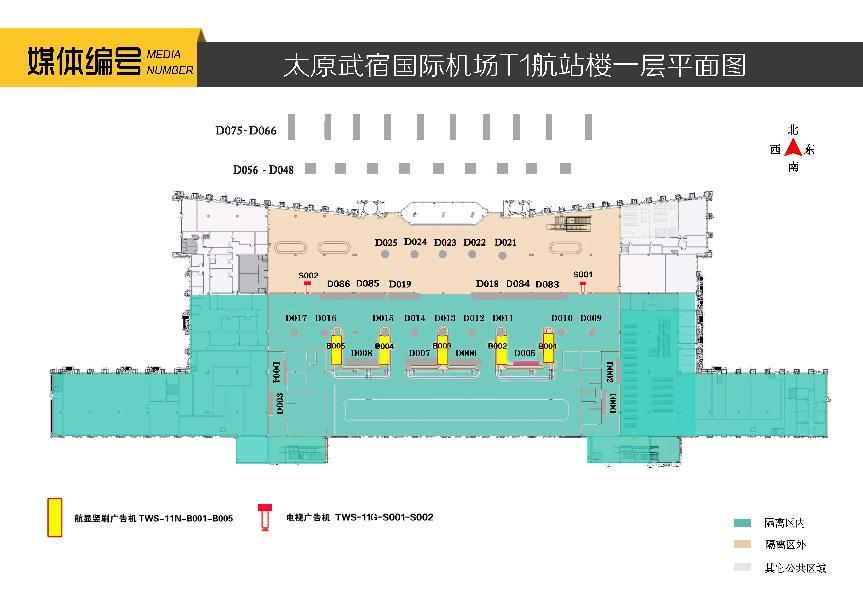 媒体编号
MEDIA
NUMBER
太原武宿国际机场T1航站楼一层平面图
D075-D066
D056 - D048
北
西 东
南
D025 D024 D023 D022 D021
S002 S001
D086 D085 D019 D018 D084 D083
D017 D016 D015 D014 D013 D012 D011 D010 D009
B005 B004 B003 B002 B001
D008 D007 D006 D005
D004 D002
D003 D001
航显竖刷广告机 TWS-11N-B001-B005
电视广告机 TWS-11G-S001-S002
隔离区内
隔离区外
其它公共区域